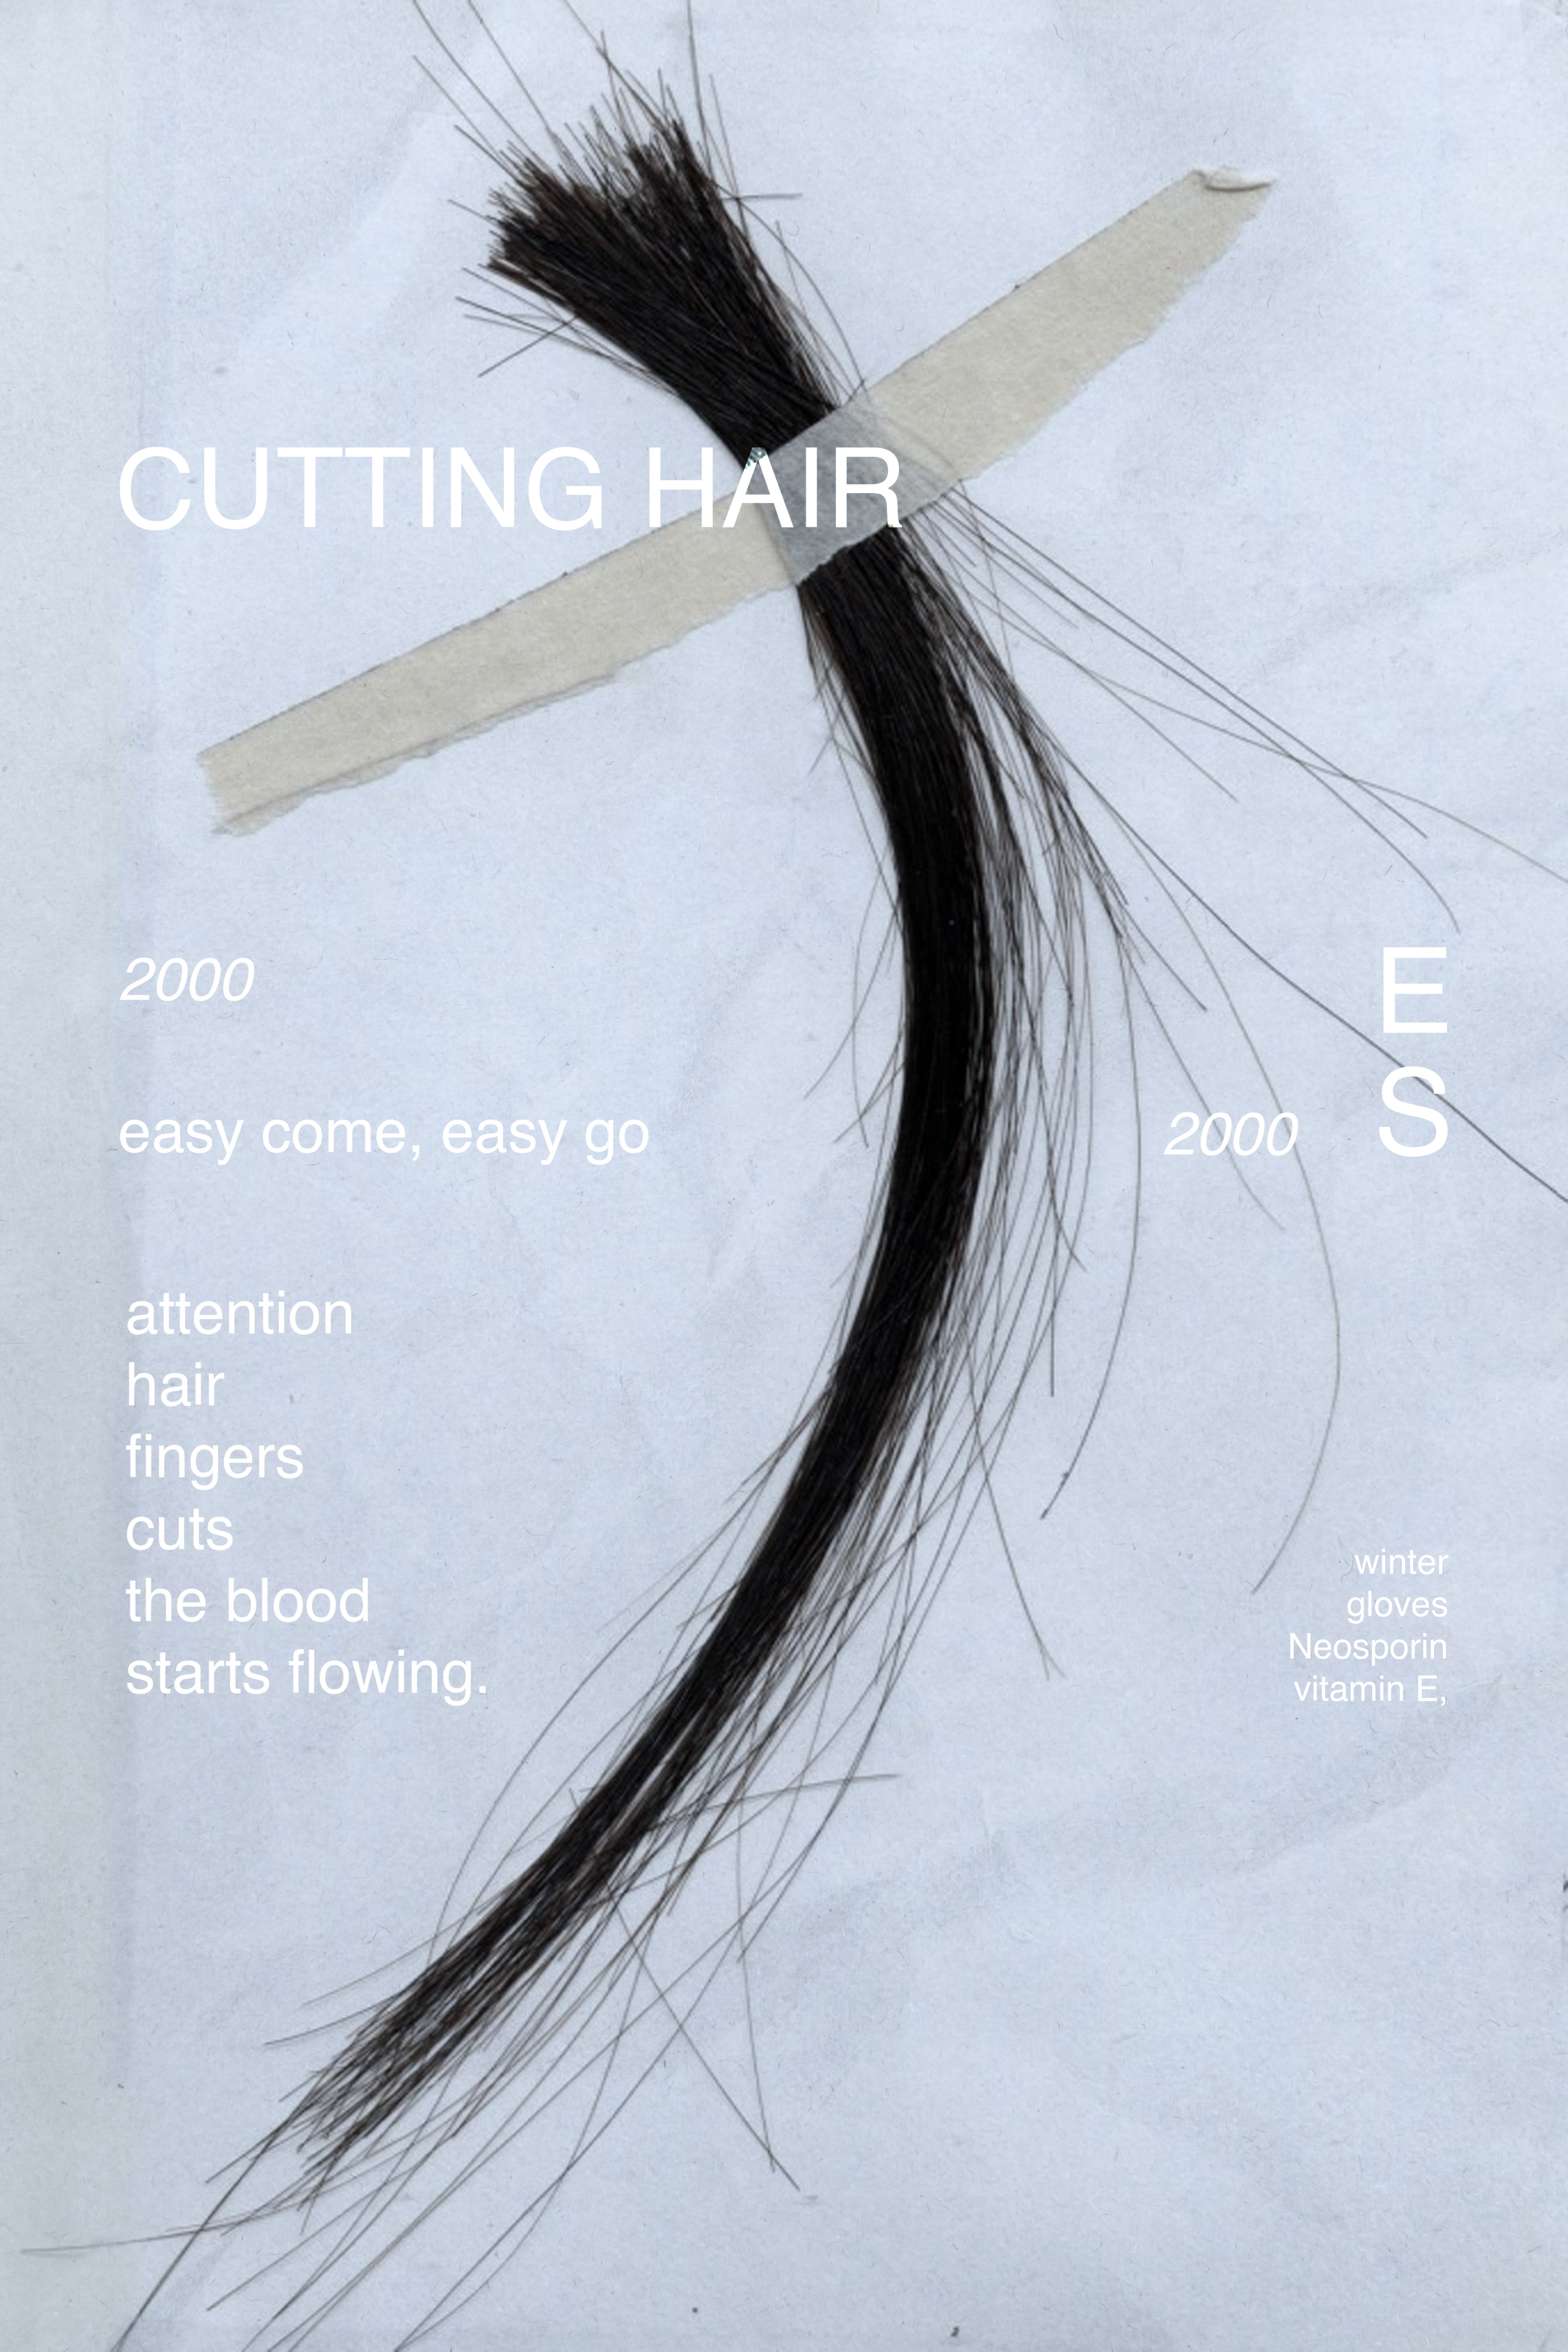 CUTTING HAIR
2000
E
S
easy come, easy go
2000
attention
hair
fingers
cuts
the blood
starts flowing.
winter
gloves
Neosporin
vitamin E,